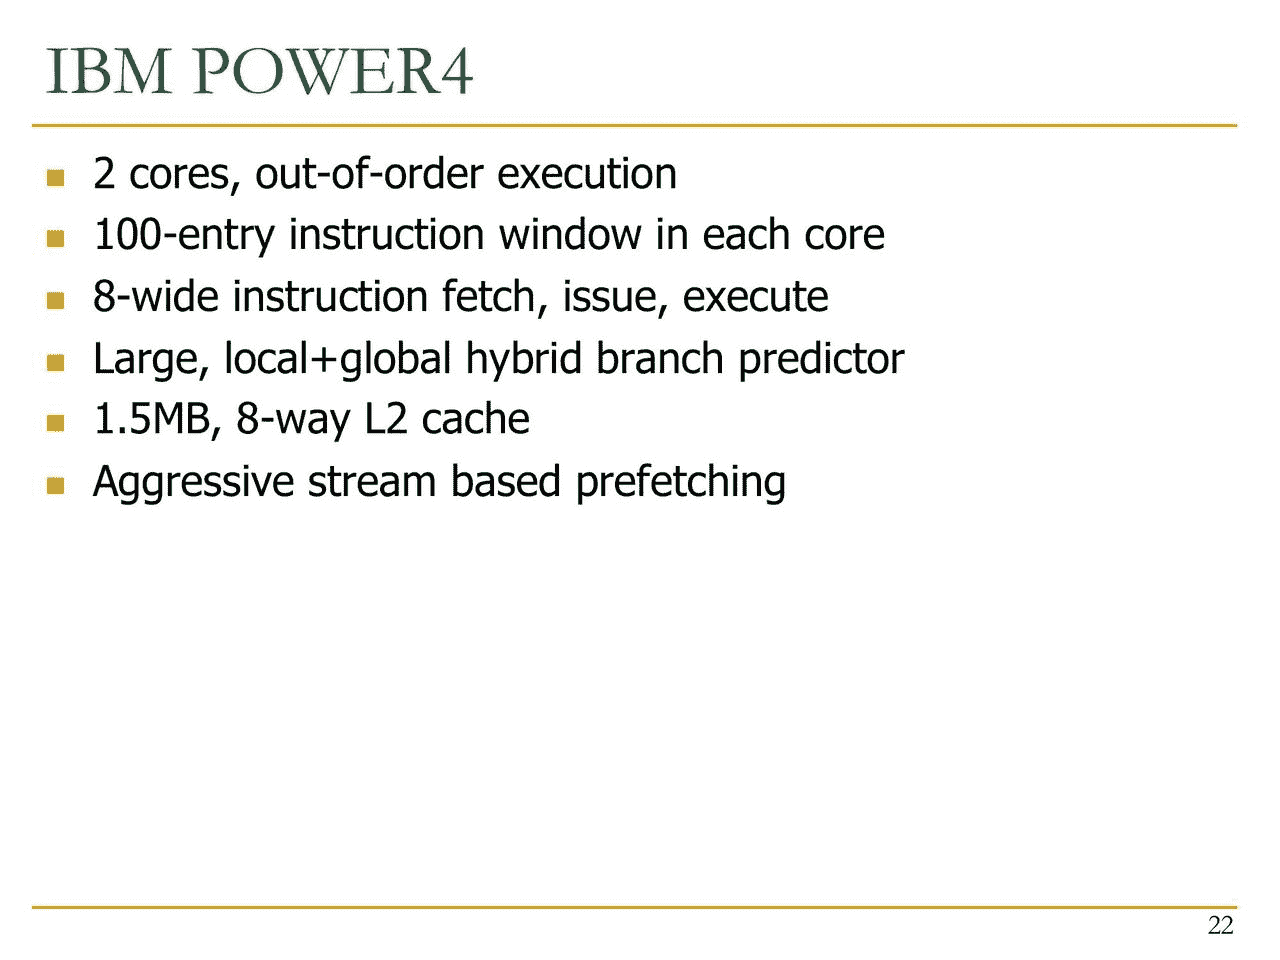 IBM POWER4
2 cores, out-of-order execution
100-entry instruction window in each core
8-wide instruction fetch, issue, execute
Large, local+global hybrid branch predictor
1.5MB, 8-way L2 cache
Aggressive stream based prefetching
22